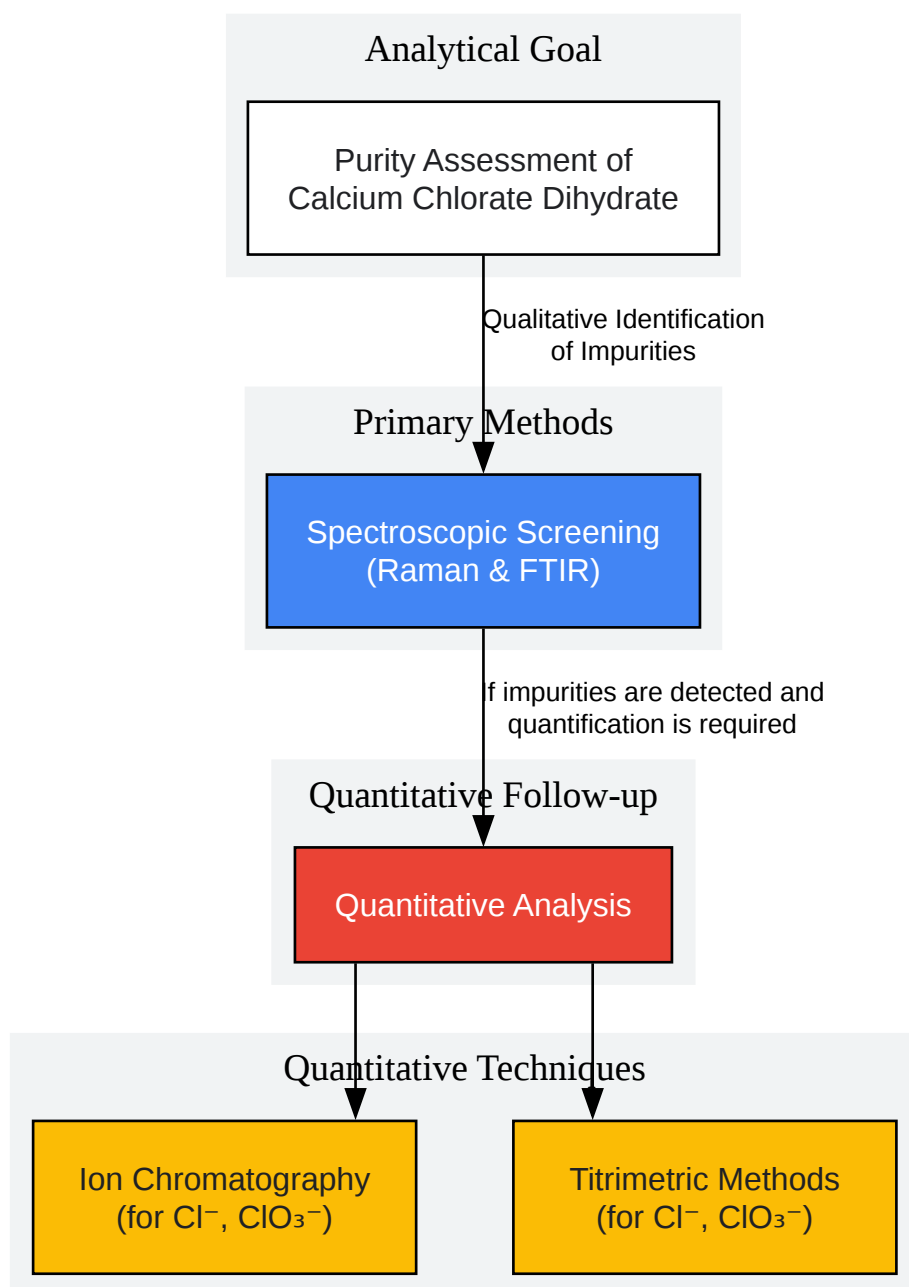 Analytical Goal
Purity Assessment of
Calcium Chlorate Dihydrate
Qualitative Identification
of Impurities
Primary Methods
Spectroscopic Screening
(Raman & FTIR)
If impurities are detected and
quantification is required
Quantitative Follow-up
Quantitative Analysis
Quantitative Techniques
Ion Chromatography
(for Cl⁻, ClO₃⁻)
Titrimetric Methods
(for Cl⁻, ClO₃⁻)